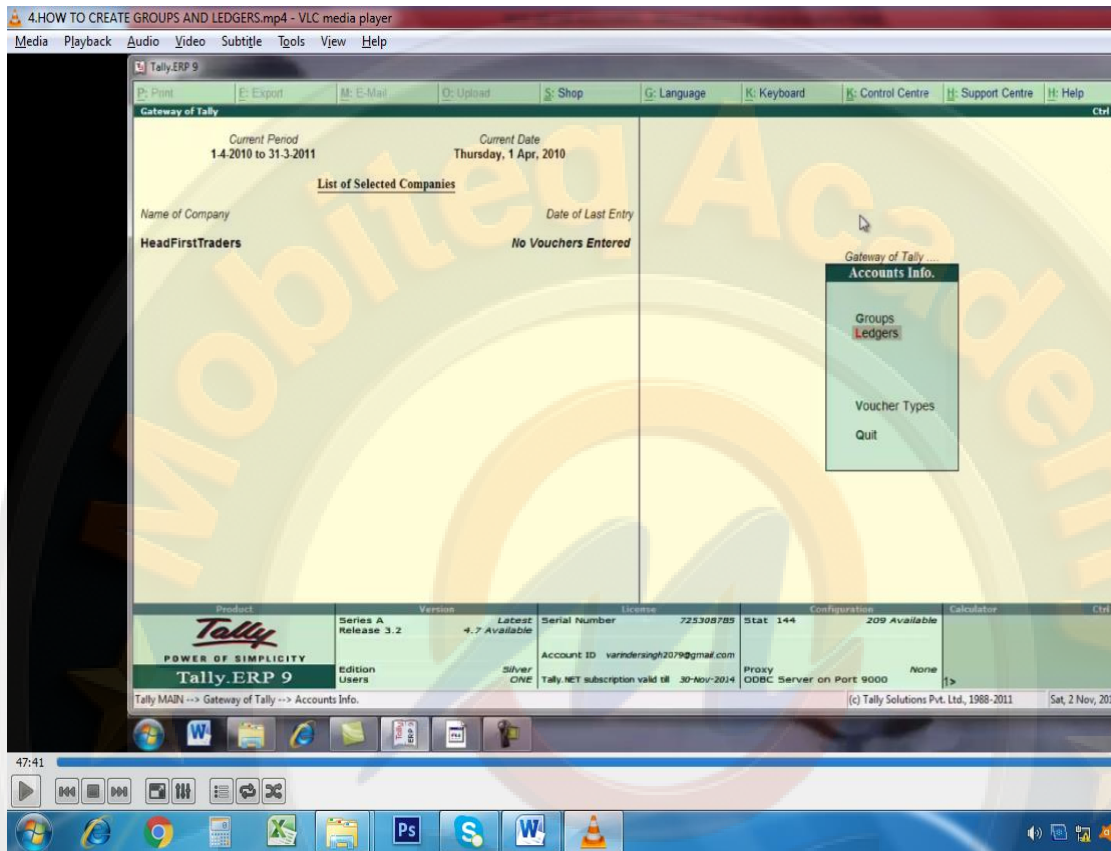 4.HOW TO CREATE GROUPS AND LEDGERS.mp4 - VLC media player
Media Playback Audio Video Subtitle Tools View Help
Tally.ERP 9
P: Print E: Export M: E-Mail O: Upload S: Shop G: Language K: Keyboard K: Control Centre H: Support Centre H: Help
Gateway of Tally Ctrl
Current Period Current Date
1-4-2010 to 31-3-2011 Thursday, 1 Apr, 2010
List of Selected Companies
Name of Company Date of Last Entry
HeadFirstTraders No Vouchers Entered
Gateway of Tally ....
Accounts Info.
Groups
Ledgers
Voucher Types
Quit
Mobiteq Academ
Product Version License Configuration Calculator Ctrl
Tally
POWER OF SIMPLICITY
Tally.ERP 9
Series A Latest
Release 3.2 4.7 Available
Edition Silver
Users ONE
Serial Number 725308785
Account ID varindersingh2079@gmail.com
Tally.NET subscription valid till 30-Nov-2014
Stat 144 209 Available
Proxy None
ODBC Server on Port 9000
1>
Tally MAIN --> Gateway of Tally --> Accounts Info. (c) Tally Solutions Pvt. Ltd., 1988-2011 Sat, 2 Nov, 201
47:41
Ps